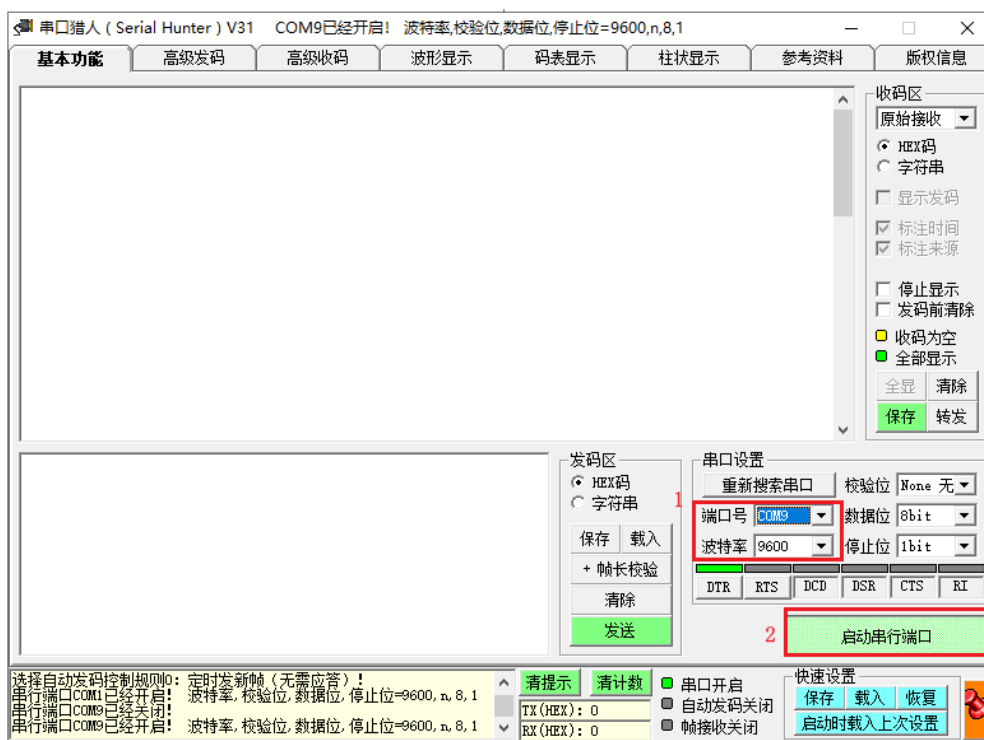 串口猎人 ( Serial Hunter ) V31 COM9已经开启! 波特率,校验位,数据位,停止位=9600,n,8,1
基本功能 高级发码 高级收码 波形显示 码表显示 柱状显示 参考资料 版权信息
收码区
原始接收
HEX码
字符串
显示发码
标注时间
标注来源
停止显示
发码前清除
收码为空
全部显示
全显 清除
保存 转发
发码区
HEX码
字符串
保存 载入
+ 帧长校验
清除
发送
串口设置
重新搜索串口 校验位 None 无
1
端口号 COM9 数据位 8bit
波特率 9600 停止位 1bit
DTR RTS DCD DSR CTS RI
2 启动串行端口
选择自动发码控制规则0: 定时发新帧(无需应答)!
串行端口COM1已经开启! 波特率,校验位,数据位,停止位=9600,n,8,1
串行端口COM9已经关闭!
串行端口COM9已经开启! 波特率,校验位,数据位,停止位=9600,n,8,1
清提示 清计数
TX(HEX): 0
RX(HEX): 0
串口开启
自动发码关闭
帧接收关闭
快速设置
保存 载入 恢复
启动时载入上次设置